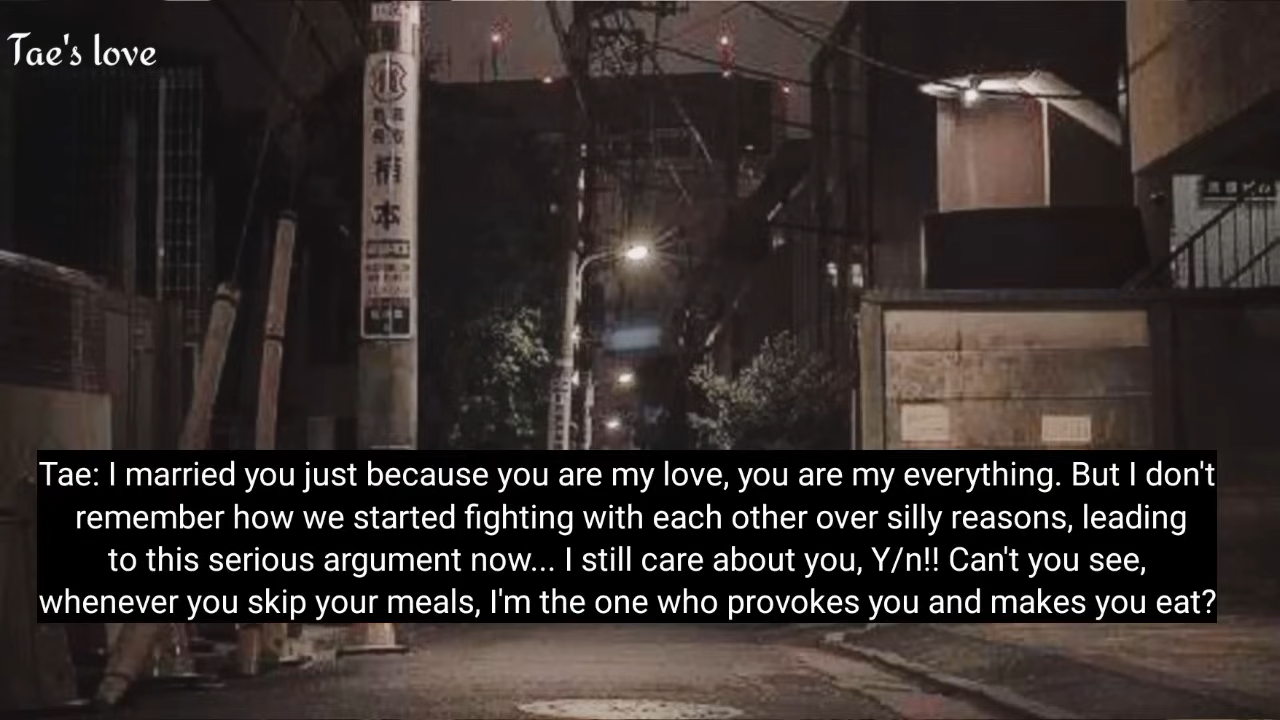 Tae's love
本
Tae: I married you just because you are my love, you are my everything. But I don't
remember how we started fighting with each other over silly reasons, leading
to this serious argument now... I still care about you, Y/n!! Can't you see,
whenever you skip your meals, I'm the one who provokes you and makes you eat?